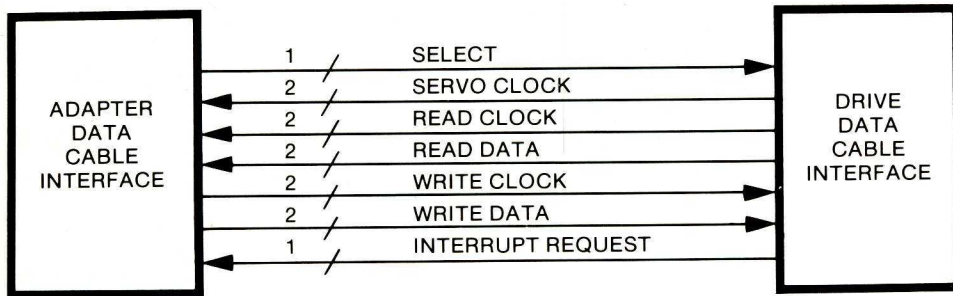 ADAPTER
DATA
CABLE
INTERFACE
1 SELECT
2 SERVO CLOCK
2 READ CLOCK
2 READ DATA
2 WRITE CLOCK
2 WRITE DATA
1 INTERRUPT REQUEST
DRIVE
DATA
CABLE
INTERFACE